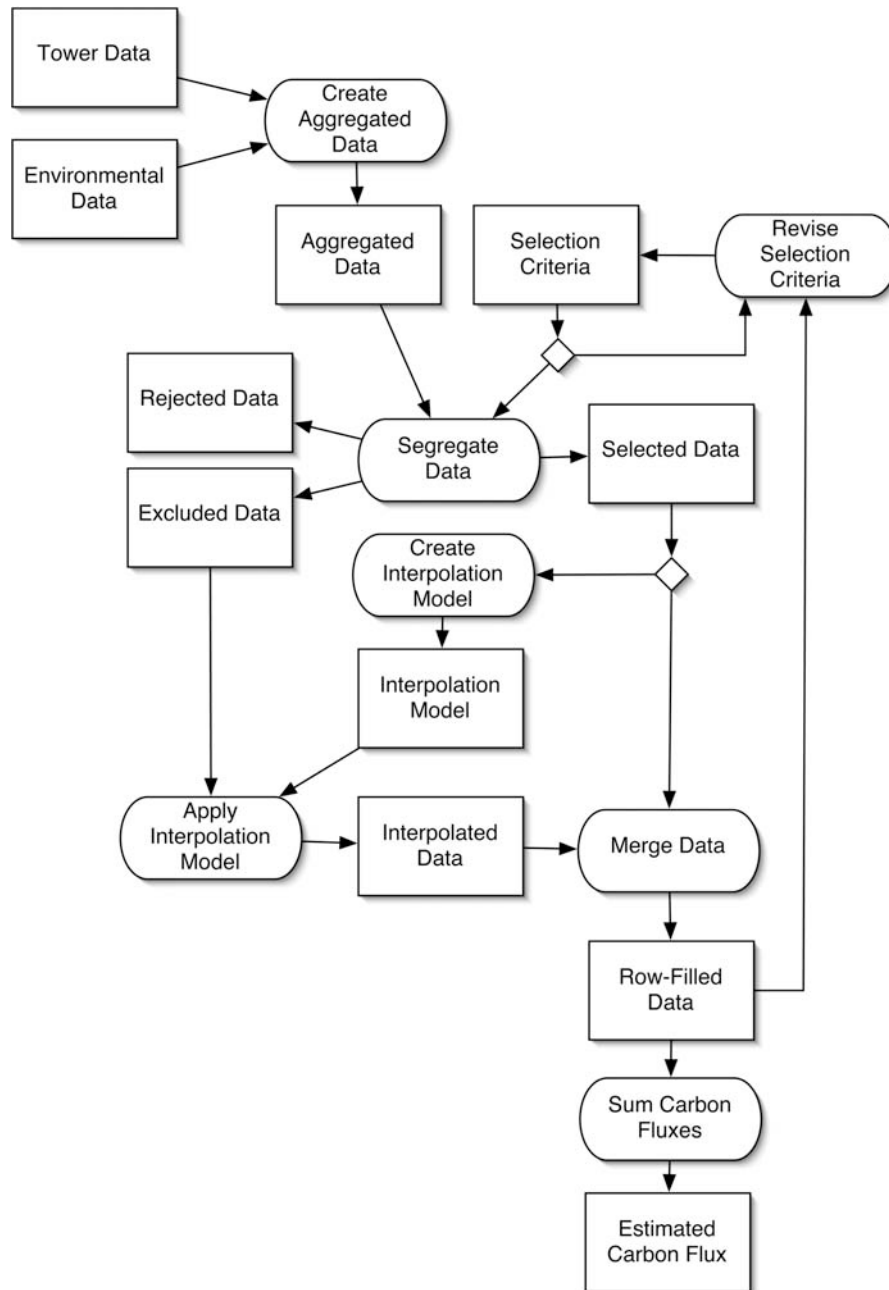 Tower Data
Create
Aggregated
Data
Environmental
Data
Aggregated
Data
Selection
Criteria
Revise
Selection
Criteria
Rejected Data
Segregate
Data
Selected Data
Excluded Data
Create
Interpolation
Model
Interpolation
Model
Apply
Interpolation
Model
Interpolated
Data
Merge Data
Row-Filled
Data
Sum Carbon
Fluxes
Estimated
Carbon Flux